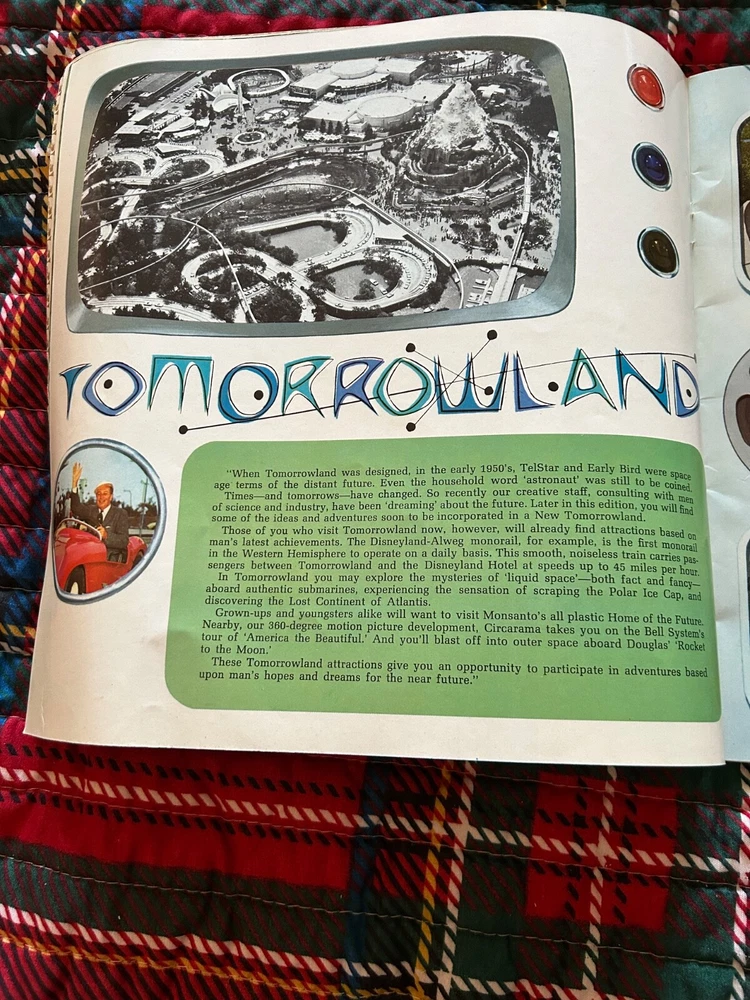 TOMORROWLAND
"When Tomorrowland was designed, in the early 1950's, TelStar and Early Bird were space
age terms of the distant future. Even the household word 'astronaut' was still to be coined.
Times—and tomorrows—have changed. So recently our creative staff, consulting with men
of science and industry, have been 'dreaming' about the future. Later in this edition, you will find
some of the ideas and adventures soon to be incorporated in a New Tomorrowland.
Those of you who visit Tomorrowland now, however, will already find attractions based on
man's latest achievements. The Disneyland-Alweg monorail, for example, is the first monorail
in the Western Hemisphere to operate on a daily basis. This smooth, noiseless train carries pas-
sengers between Tomorrowland and the Disneyland Hotel at speeds up to 45 miles per hour.
In Tomorrowland you may explore the mysteries of 'liquid space'—both fact and fancy—
aboard authentic submarines, experiencing the sensation of scraping the Polar Ice Cap, and
discovering the Lost Continent of Atlantis.
Grown-ups and youngsters alike will want to visit Monsanto's all plastic Home of the Future.
Nearby, our 360-degree motion picture development, Circarama takes you on the Bell System's
tour of 'America the Beautiful.' And you'll blast off into outer space aboard Douglas' 'Rocket
to the Moon.'
These Tomorrowland attractions give you an opportunity to participate in adventures based
upon man's hopes and dreams for the near future."